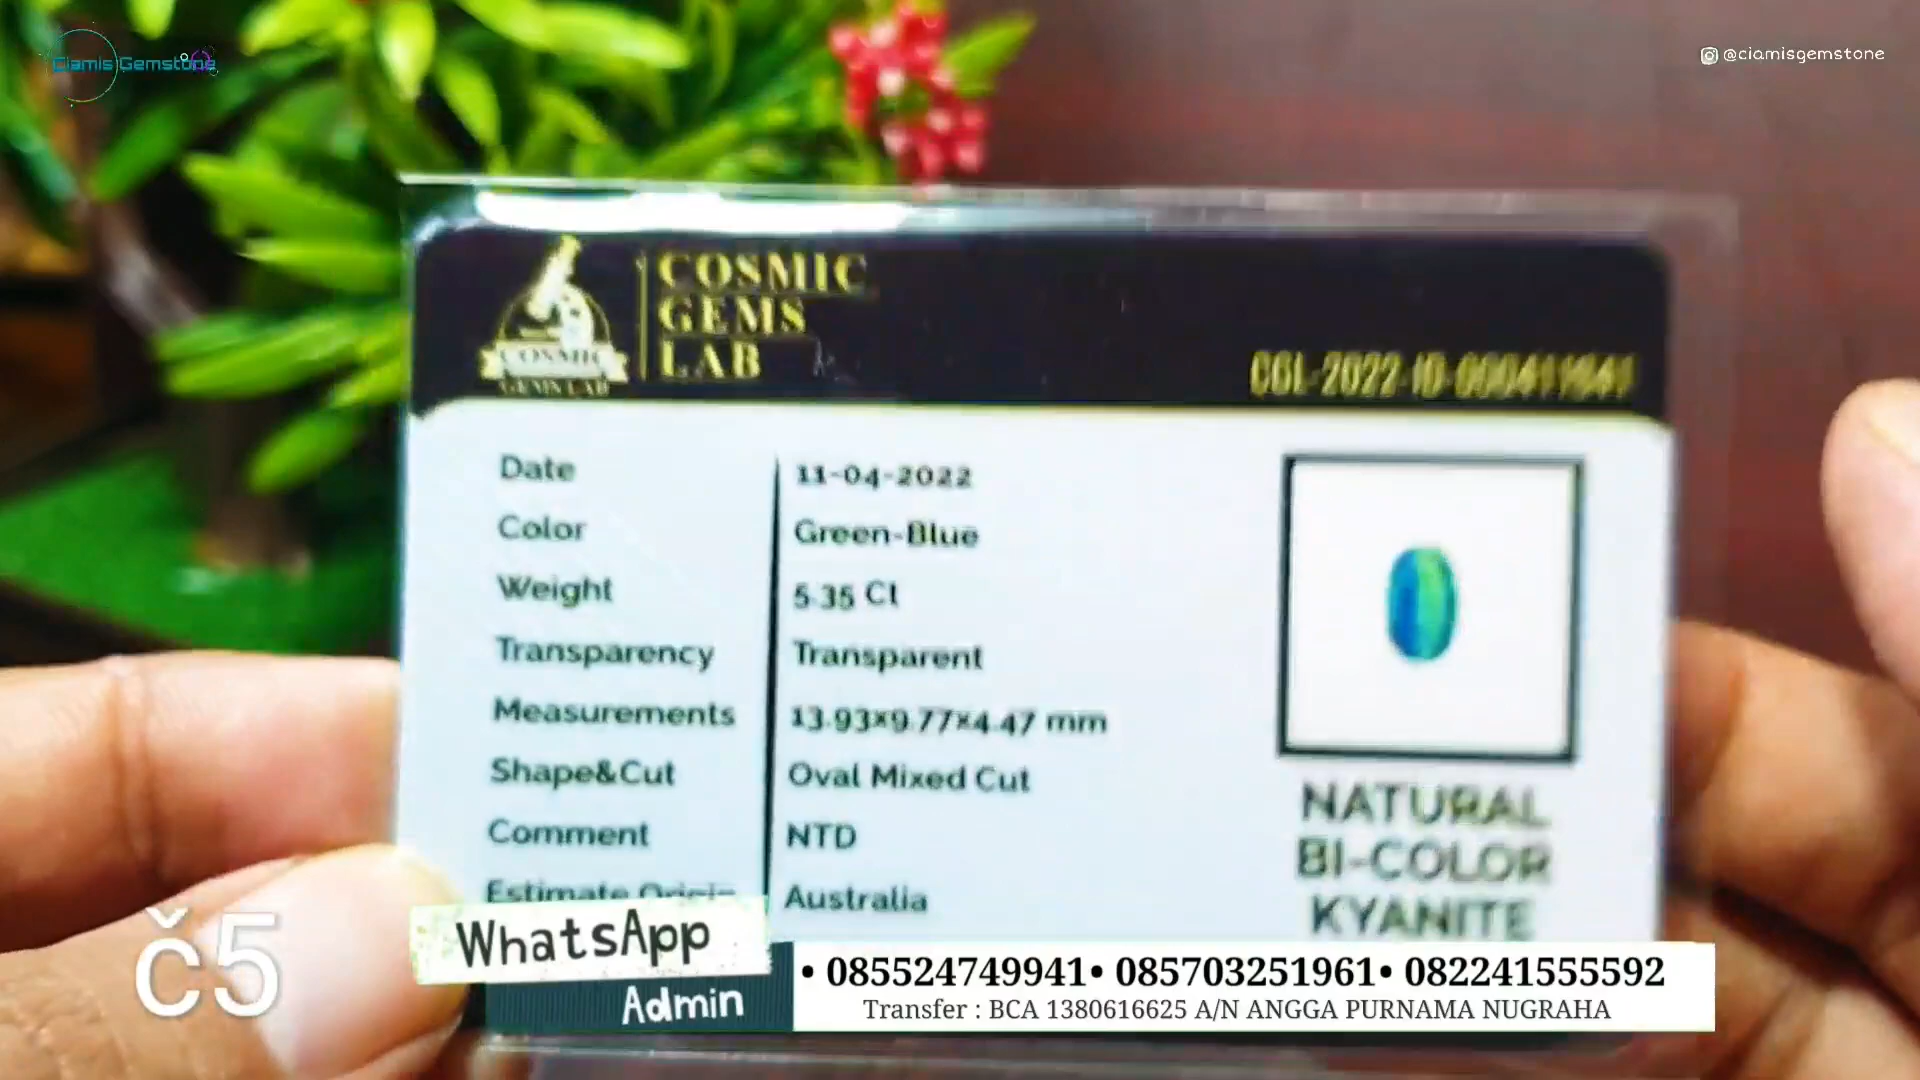 Ciamis Gemstone
@ciamisgemstone
COSMIC
GEMS
LAB
COSMIC
GEMS LAB
Date 11-04-2022
Color Green-Blue
Weight 5.35 Ct
Transparency Transparent
Measurements 13.93x9.77x4.47 mm
Shape&Cut Oval Mixed Cut
Comment NTD
Estimate Origin Australia
NATURAL
BI-COLOR
KYANITE
č5
WhatsApp
Admin
• 085524749941• 085703251961• 082241555592
Transfer : BCA 1380616625 A/N ANGGA PURNAMA NUGRAHA